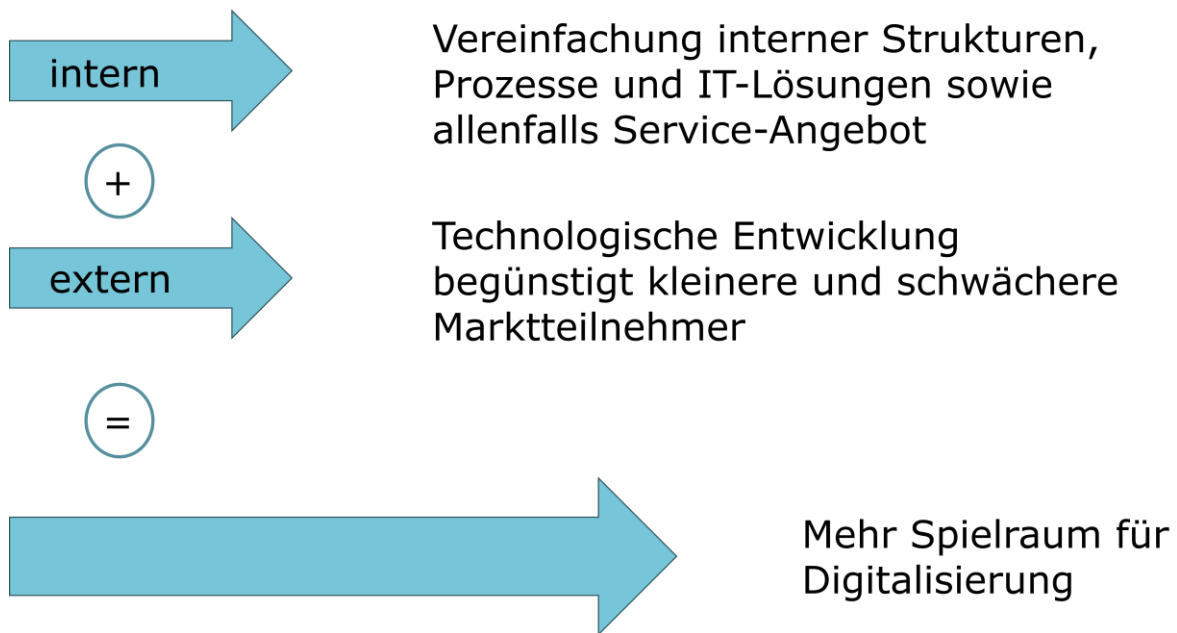 intern
Vereinfachung interner Strukturen,
Prozesse und IT-Lösungen sowie
allenfalls Service-Angebot
+
extern
Technologische Entwicklung
begünstigt kleinere und schwächere
Marktteilnehmer
=
Mehr Spielraum für
Digitalisierung